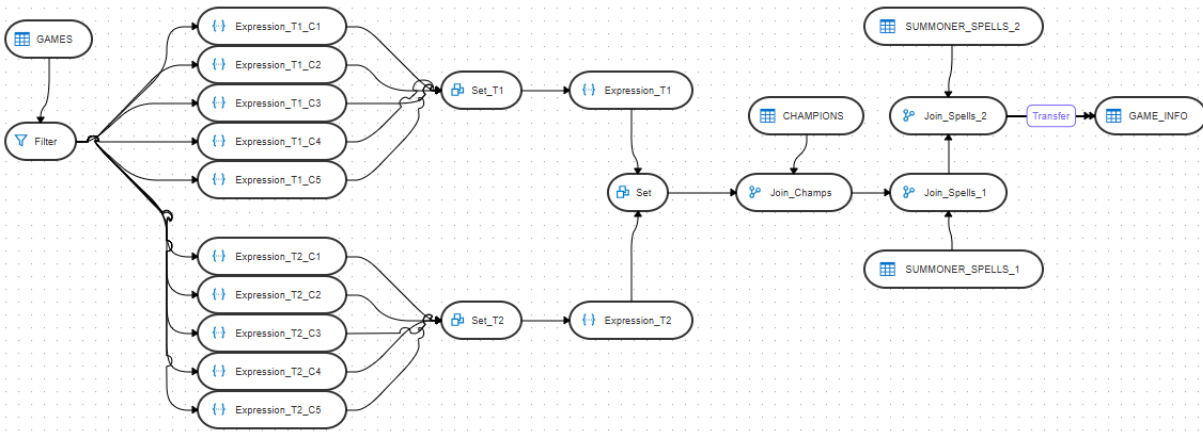 GAMES
Filter
Expression_T1_C1
Expression_T1_C2
Expression_T1_C3
Expression_T1_C4
Expression_T1_C5
Expression_T2_C1
Expression_T2_C2
Expression_T2_C3
Expression_T2_C4
Expression_T2_C5
Set_T1
Set_T2
Expression_T1
Expression_T2
Set
CHAMPIONS
Join_Champs
SUMMONER_SPELLS_2
Join_Spells_2
Join_Spells_1
SUMMONER_SPELLS_1
Transfer
GAME_INFO